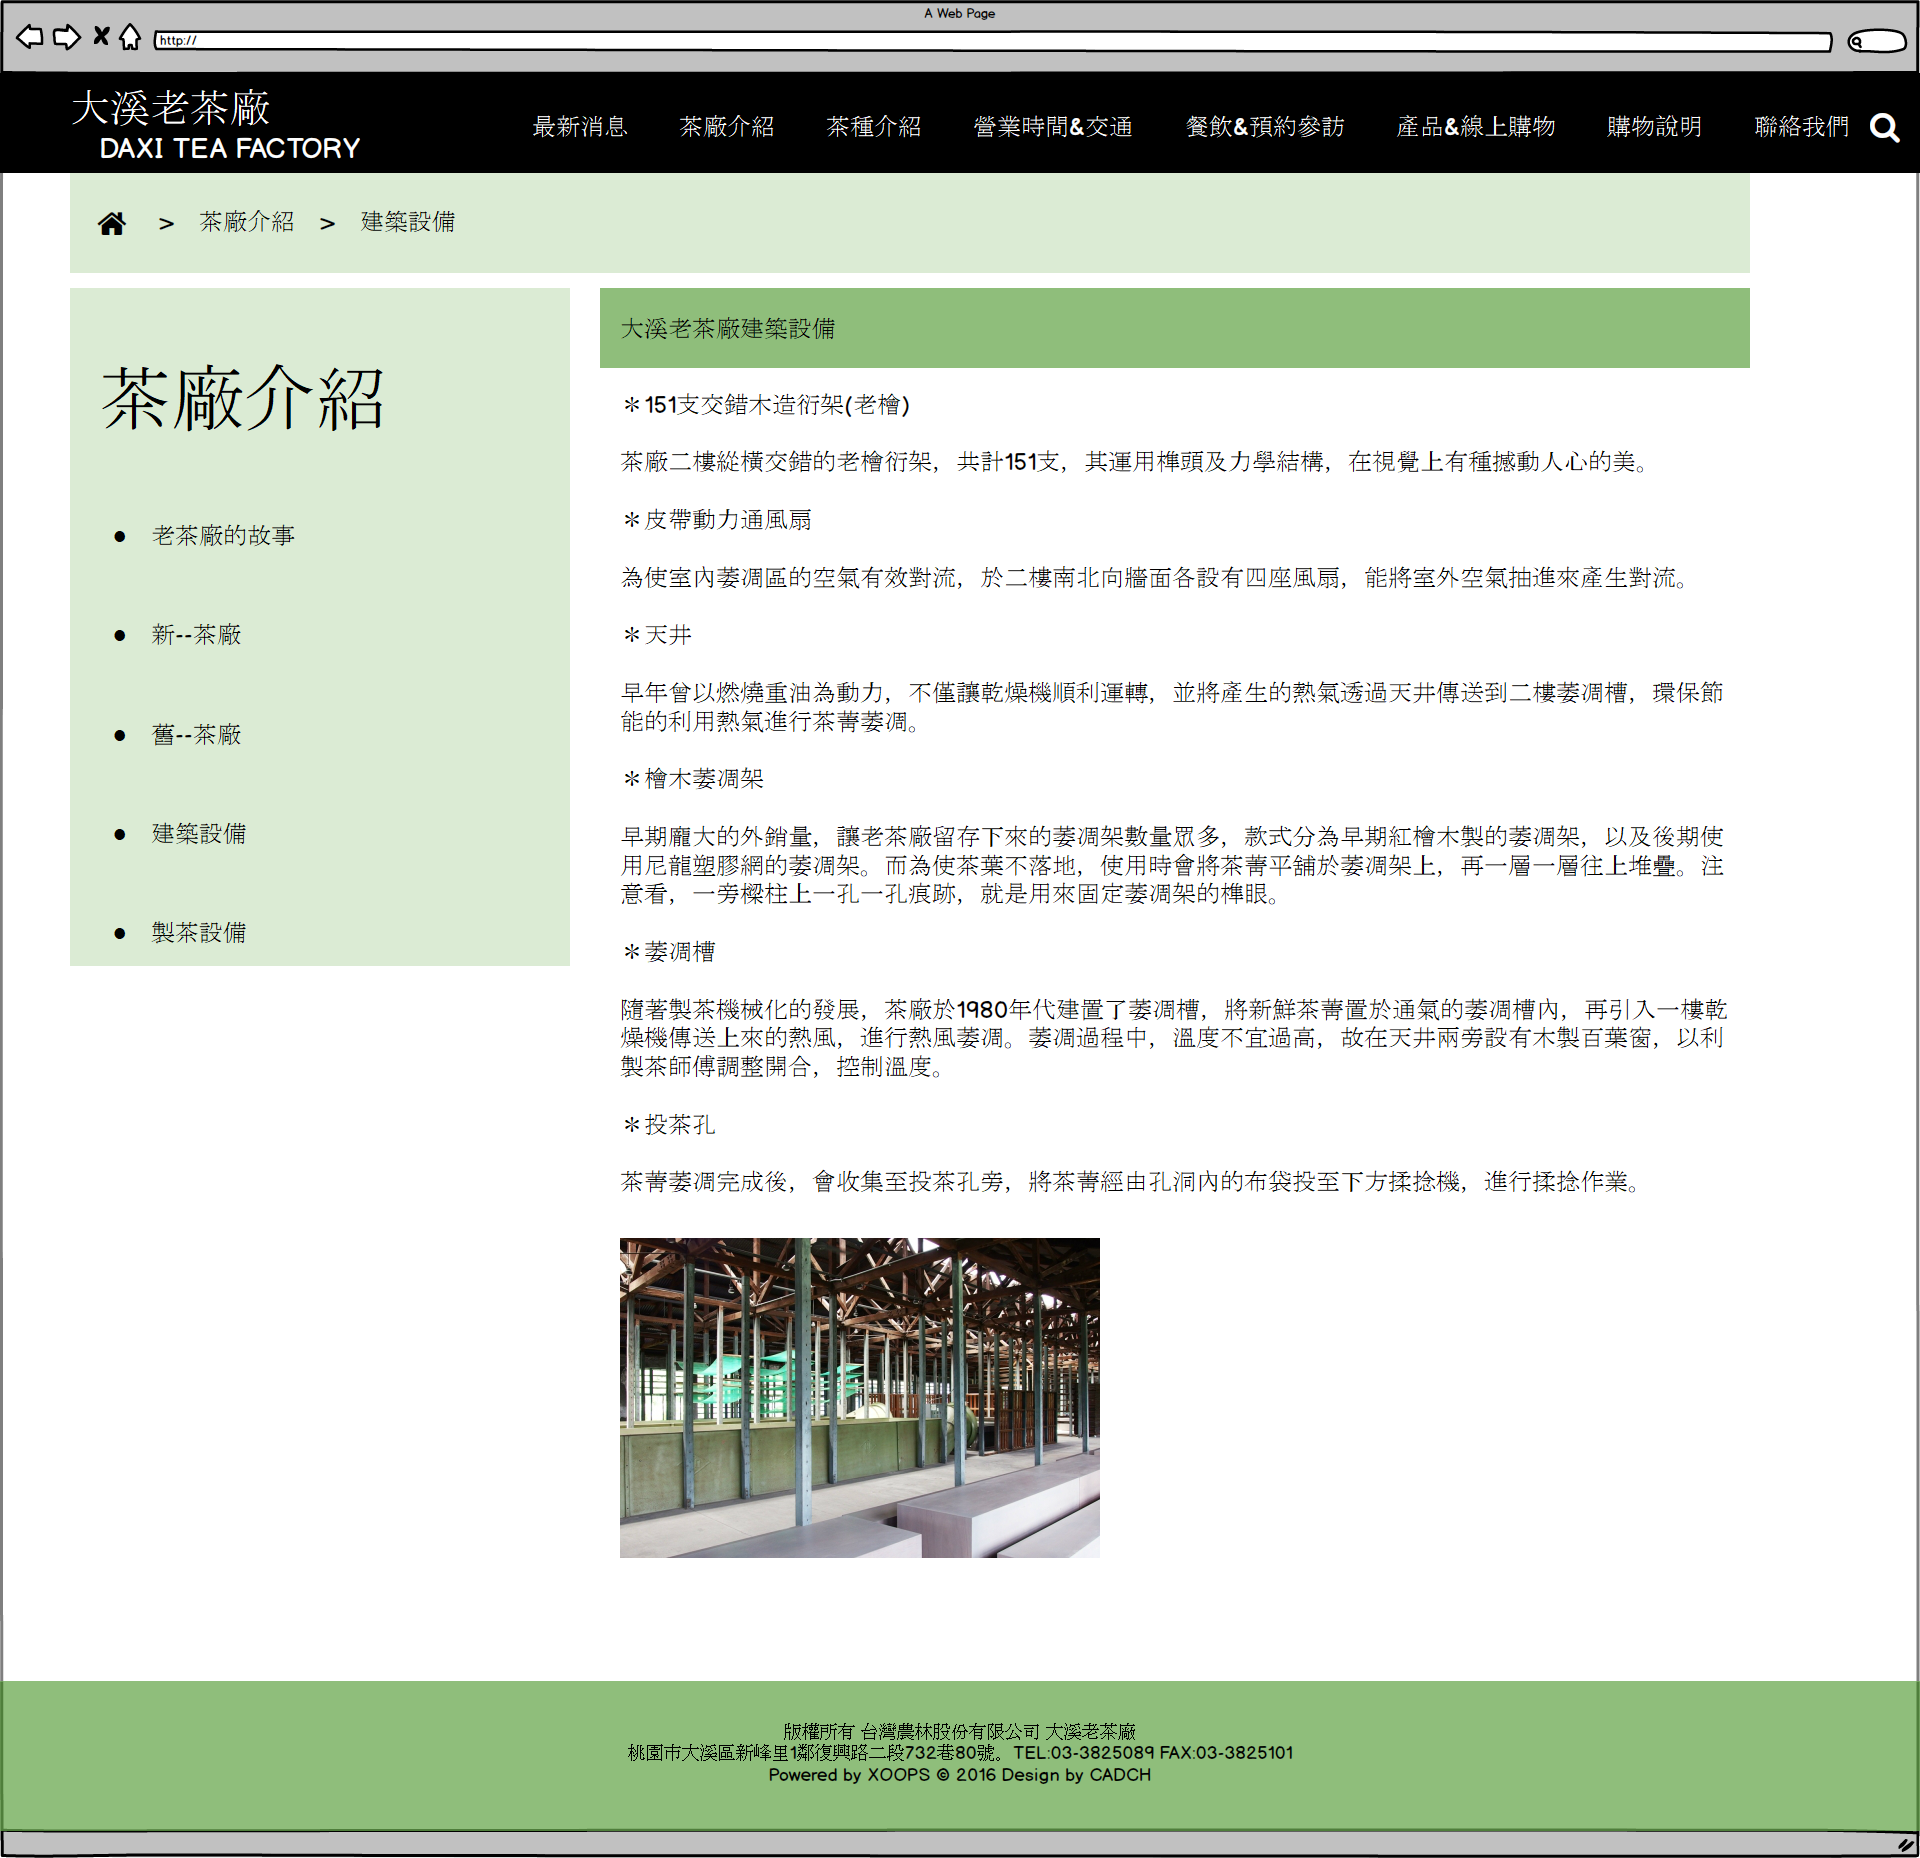 A Web Page
http://
大溪老茶廠
DAXI TEA FACTORY
最新消息 茶廠介紹 茶種介紹 營業時間&交通 餐飲&預約參訪 產品&線上購物 購物說明 聯絡我們
> 茶廠介紹 > 建築設備
茶廠介紹
● 老茶廠的故事
● 新--茶廠
● 舊--茶廠
● 建築設備
● 製茶設備
大溪老茶廠建築設備
＊151支交錯木造衍架(老檜)
茶廠二樓縱橫交錯的老檜衍架，共計151支，其運用榫頭及力學結構，在視覺上有種撼動人心的美。
＊皮帶動力通風扇
為使室內萎凋區的空氣有效對流，於二樓南北向牆面各設有四座風扇，能將室外空氣抽進來產生對流。
＊天井
早年曾以燃燒重油為動力，不僅讓乾燥機順利運轉，並將產生的熱氣透過天井傳送到二樓萎凋槽，環保節
能的利用熱氣進行茶菁萎凋。
＊檜木萎凋架
早期龐大的外銷量，讓老茶廠留存下來的萎凋架數量眾多，款式分為早期紅檜木製的萎凋架，以及後期使
用尼龍塑膠網的萎凋架。而為使茶葉不落地，使用時會將茶菁平舖於萎凋架上，再一層一層往上堆疊。注
意看，一旁樑柱上一孔一孔痕跡，就是用來固定萎凋架的榫眼。
＊萎凋槽
隨著製茶機械化的發展，茶廠於1980年代建置了萎凋槽，將新鮮茶菁置於通氣的萎凋槽內，再引入一樓乾
燥機傳送上來的熱風，進行熱風萎凋。萎凋過程中，溫度不宜過高，故在天井兩旁設有木製百葉窗，以利
製茶師傅調整開合，控制溫度。
＊投茶孔
茶菁萎凋完成後，會收集至投茶孔旁，將茶菁經由孔洞內的布袋投至下方揉捻機，進行揉捻作業。
版權所有 台灣農林股份有限公司 大溪老茶廠
桃園市大溪區新峰里1鄰復興路二段732巷80號。TEL:03-3825089 FAX:03-3825101
Powered by XOOPS © 2016 Design by CADCH